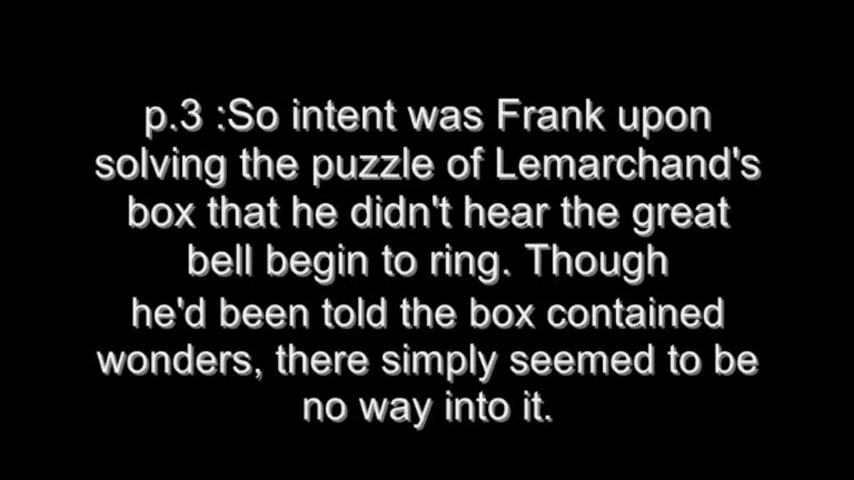 p.3 :So intent was Frank upon
solving the puzzle of Lemarchand's
box that he didn't hear the great
bell begin to ring. Though
he'd been told the box contained
wonders, there simply seemed to be
no way into it.